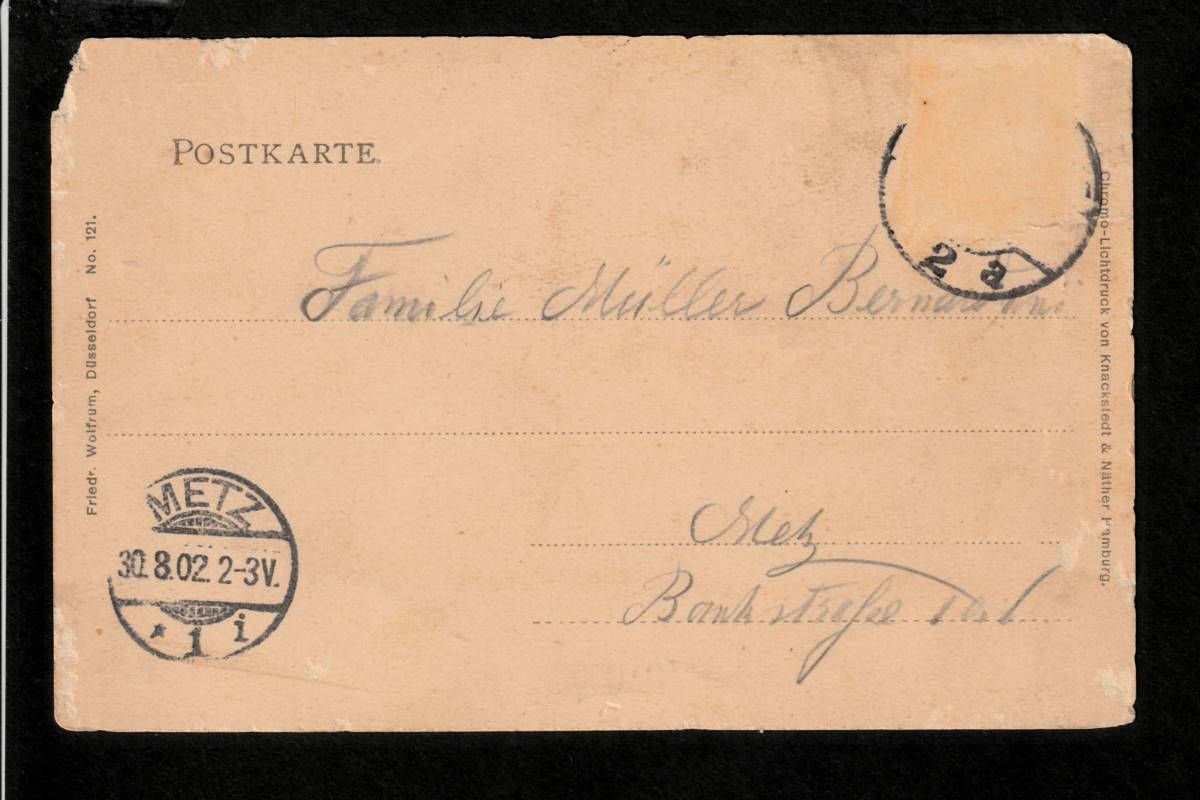 POSTKARTE.
Friedr. Wolfrum, Düsseldorf No. 121.
Chromo-Lichtdruck von Knackstedt & Näther Hamburg.
2 a
Familie Müller
Metz
METZ
30.8.02. 2-3V.
* 1 i